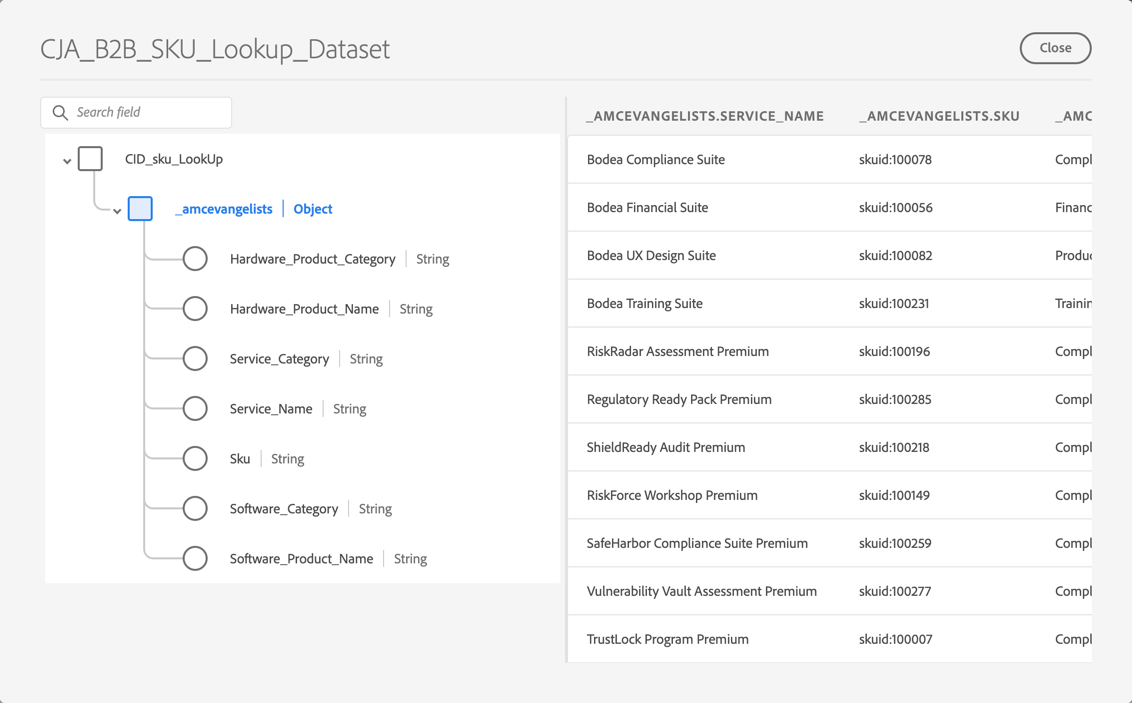 CJA_B2B_SKU_Lookup_Dataset
Close
Search field
CID_sku_LookUp
_amcevangelists | Object
Hardware_Product_Category | String
Hardware_Product_Name | String
Service_Category | String
Service_Name | String
Sku | String
Software_Category | String
Software_Product_Name | String
_AMCEVANGELISTS.SERVICE_NAME _AMCEVANGELISTS.SKU _AMC
Bodea Compliance Suite skuid:100078 Compl
Bodea Financial Suite skuid:100056 Financ
Bodea UX Design Suite skuid:100082 Produc
Bodea Training Suite skuid:100231 Trainin
RiskRadar Assessment Premium skuid:100196 Compl
Regulatory Ready Pack Premium skuid:100285 Compl
ShieldReady Audit Premium skuid:100218 Compl
RiskForce Workshop Premium skuid:100149 Compl
SafeHarbor Compliance Suite Premium skuid:100259 Compl
Vulnerability Vault Assessment Premium skuid:100277 Compl
TrustLock Program Premium skuid:100007 Compl